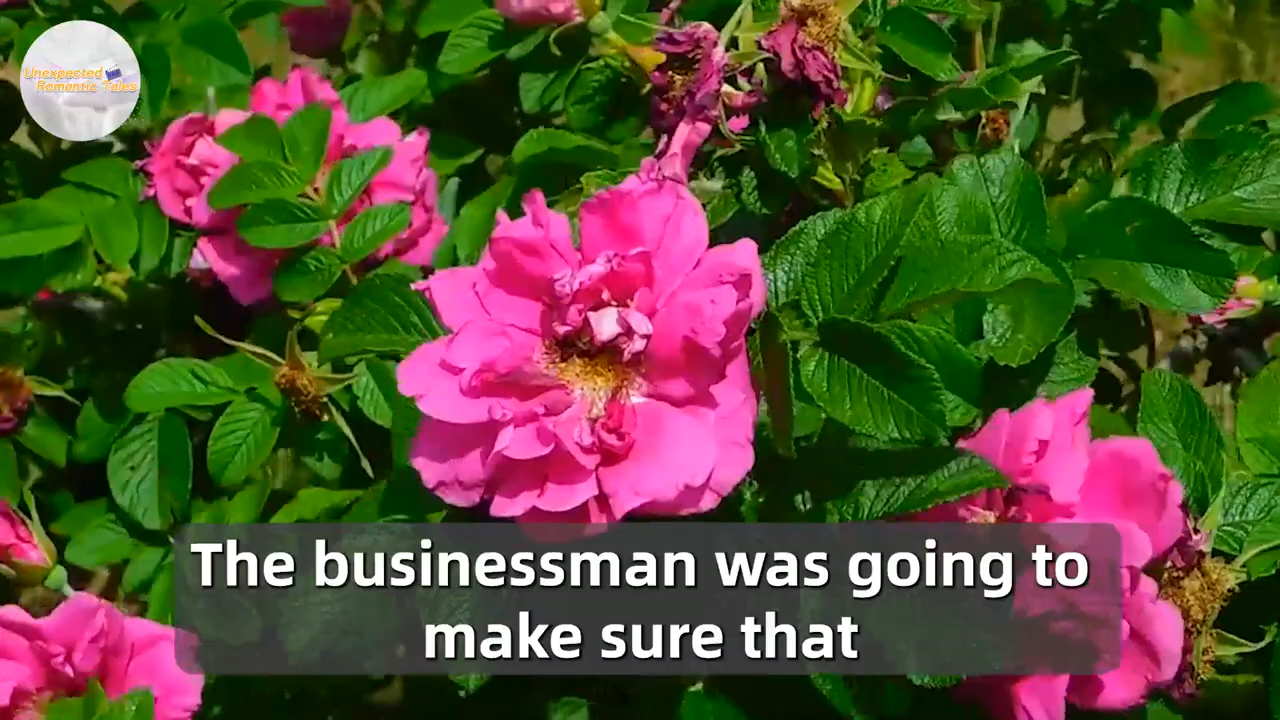 Unexpected
Romantic Tales
The businessman was going to
make sure that